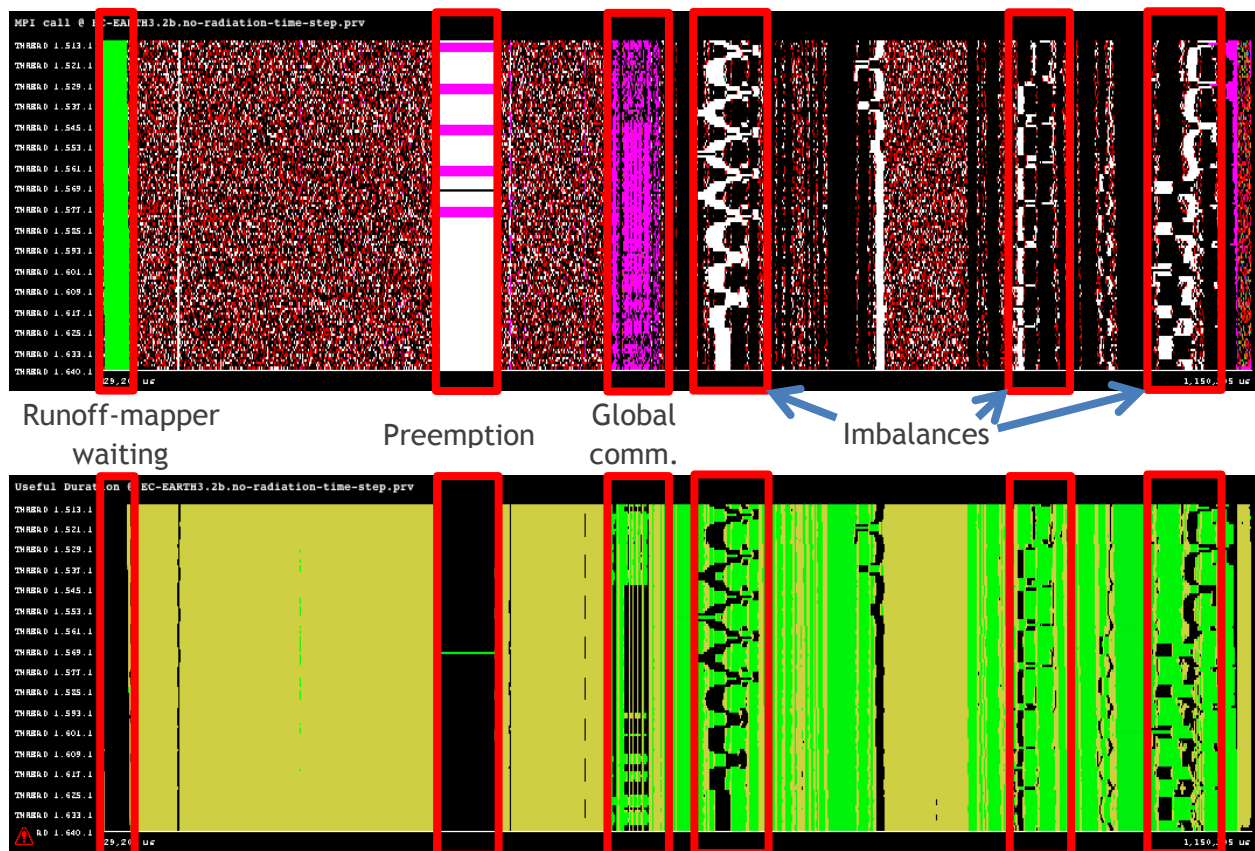 MPI call @ EC-EARTH3.2b.no-radiation-time-step.prv
THREAD 1.513.1
THREAD 1.521.1
THREAD 1.529.1
THREAD 1.537.1
THREAD 1.545.1
THREAD 1.553.1
THREAD 1.561.1
THREAD 1.569.1
THREAD 1.577.1
THREAD 1.585.1
THREAD 1.593.1
THREAD 1.601.1
THREAD 1.609.1
THREAD 1.617.1
THREAD 1.625.1
THREAD 1.633.1
THREAD 1.640.1
us
us
Runoff-mapper
waiting
Preemption
Global
comm.
Imbalances
Useful Duration @ EC-EARTH3.2b.no-radiation-time-step.prv
THREAD 1.513.1
THREAD 1.521.1
THREAD 1.529.1
THREAD 1.537.1
THREAD 1.545.1
THREAD 1.553.1
THREAD 1.561.1
THREAD 1.569.1
THREAD 1.577.1
THREAD 1.585.1
THREAD 1.593.1
THREAD 1.601.1
THREAD 1.609.1
THREAD 1.617.1
THREAD 1.625.1
THREAD 1.633.1
1.640.1
us
us